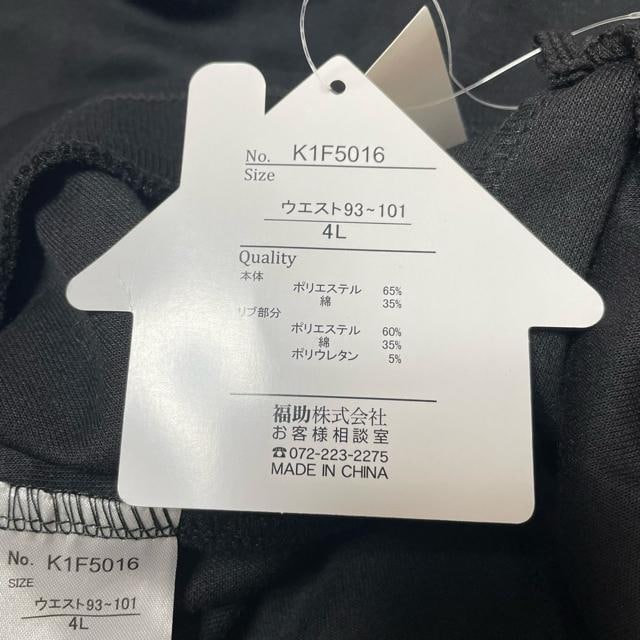 No. K1F5016
Size
ウエスト93~101
4L
Quality
本体
ポリエステル 65%
綿 35%
リブ部分
ポリエステル 60%
綿 35%
ポリウレタン 5%
福助株式会社
お客様相談室
☎072-223-2275
MADE IN CHINA
No. K1F5016
SIZE
ウエスト93~101
4L